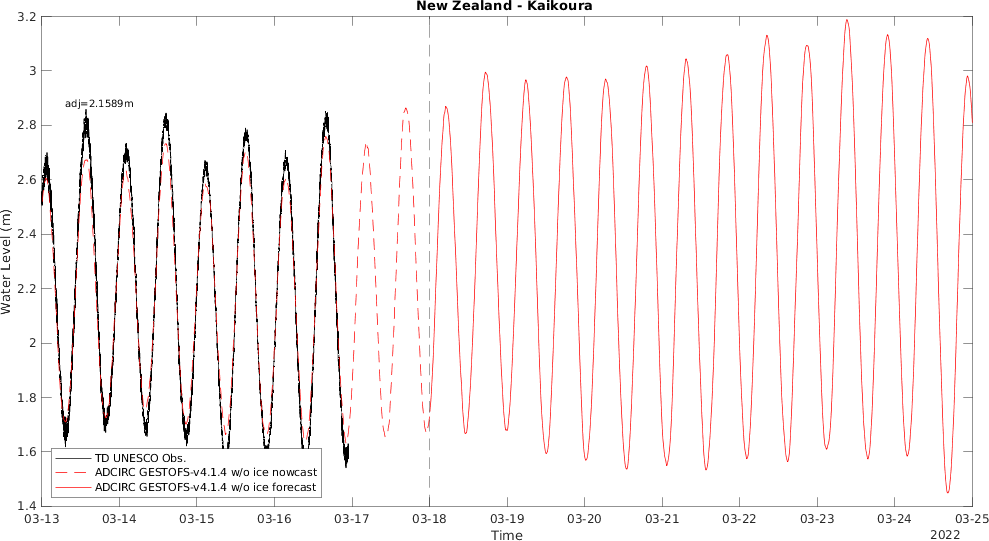 New Zealand - Kaikoura
3.2
3
2.8
2.6
2.4
2.2
2
1.8
1.6
1.4
Water Level (m)
adj=2.1589m
TD UNESCO Obs.
ADCIRC GESTOFS-v4.1.4 w/o ice nowcast
ADCIRC GESTOFS-v4.1.4 w/o ice forecast
03-13 03-14 03-15 03-16 03-17 03-18 03-19 03-20 03-21 03-22 03-23 03-24 03-25
Time
2022